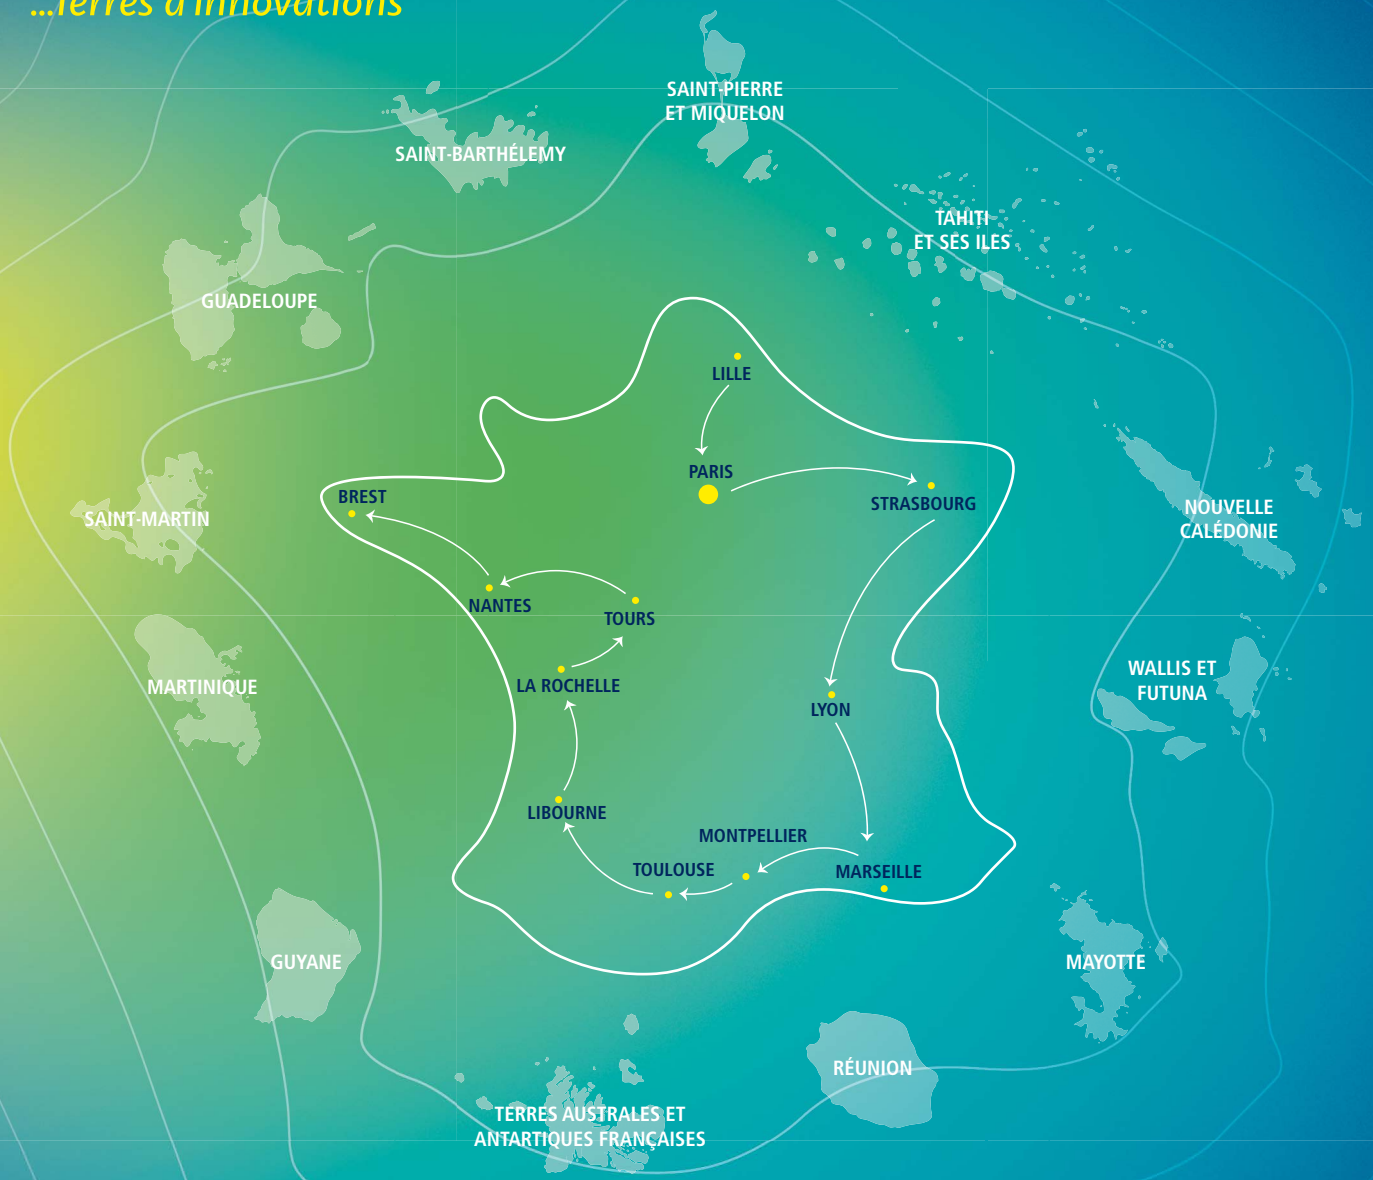 ...Terres d'innovations
SAINT-PIERRE
ET MIQUELON
SAINT-BARTHÉLEMY
TAHITI
ET SES ILES
GUADELOUPE
LILLE
PARIS
BREST
STRASBOURG
NOUVELLE
CALÉDONIE
SAINT-MARTIN
NANTES
TOURS
MARTINIQUE
LA ROCHELLE
WALLIS ET
FUTUNA
LYON
LIBOURNE
MONTPELLIER
TOULOUSE
MARSEILLE
GUYANE
MAYOTTE
RÉUNION
TERRES AUSTRALES ET
ANTARTIQUES FRANÇAISES